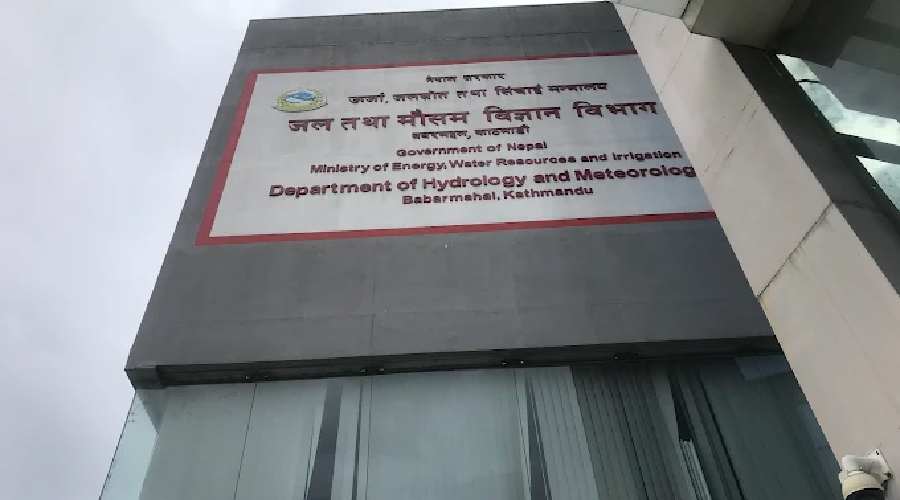 नेपाल सरकार
ऊर्जा, जलस्रोत तथा सिंचाई मन्त्रालय
जल तथा मौसम विज्ञान विभाग
बबरमहल, काठमाडौं
Government of Nepal
Ministry of Energy, Water Resources and Irrigation
Department of Hydrology and Meteorolog
Babarmahal, Kathmandu